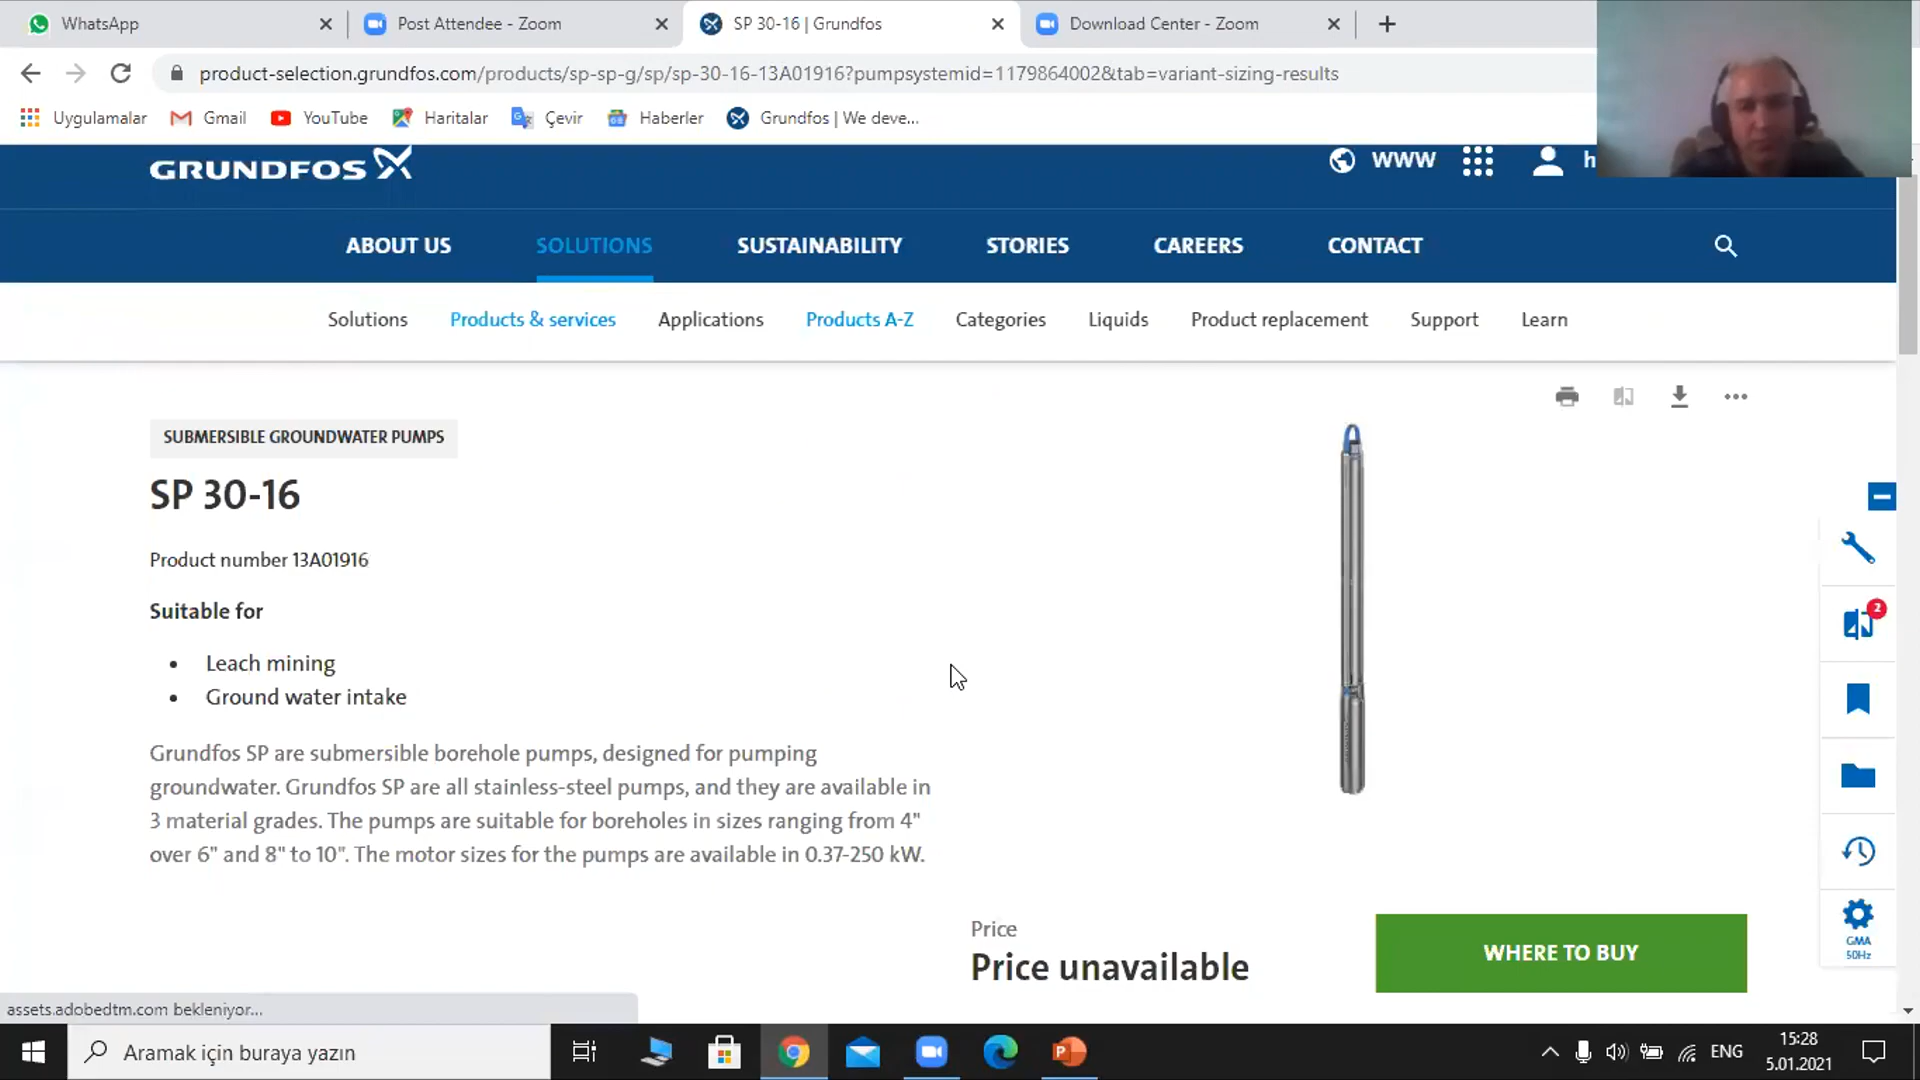 WhatsApp
Post Attendee - Zoom
SP 30-16 | Grundfos
Download Center - Zoom
product-selection.grundfos.com/products/sp-sp-g/sp/sp-30-16-13A01916?pumpsystemid=1179864002&tab=variant-sizing-results
Uygulamalar
Gmail
YouTube
Haritalar
Çevir
Haberler
Grundfos | We deve...
GRUNDFOS
WWW
h
ABOUT US
SOLUTIONS
SUSTAINABILITY
STORIES
CAREERS
CONTACT
Solutions
Products & services
Applications
Products A-Z
Categories
Liquids
Product replacement
Support
Learn
SUBMERSIBLE GROUNDWATER PUMPS
SP 30-16
Product number 13A01916
Suitable for
• Leach mining
• Ground water intake
Grundfos SP are submersible borehole pumps, designed for pumping
groundwater. Grundfos SP are all stainless-steel pumps, and they are available in
3 material grades. The pumps are suitable for boreholes in sizes ranging from 4"
over 6" and 8" to 10". The motor sizes for the pumps are available in 0.37-250 kW.
2
GMA
50Hz
Price
Price unavailable
WHERE TO BUY
assets.adobedtm.com bekleniyor...
Aramak için buraya yazın
P
ENG
15:28
5.01.2021